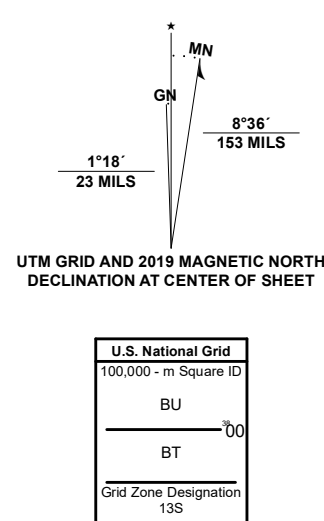 ★
MN
GN
8°36´
153 MILS
1°18´
23 MILS
UTM GRID AND 2019 MAGNETIC NORTH
DECLINATION AT CENTER OF SHEET
U.S. National Grid
100,000 - m Square ID
BU
3900
BT
Grid Zone Designation
13S